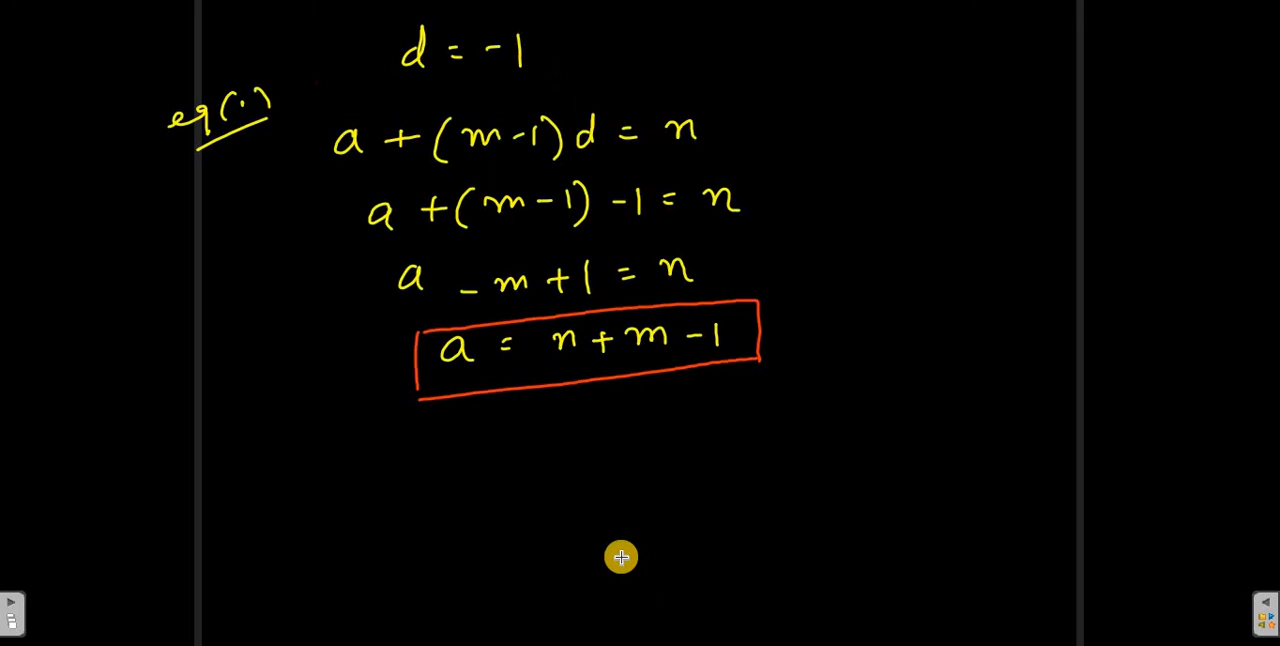 d = -1
eq(1)
a + (m-1) d = n
a + (m-1) -1 = n
a - m + 1 = n
a = n + m - 1